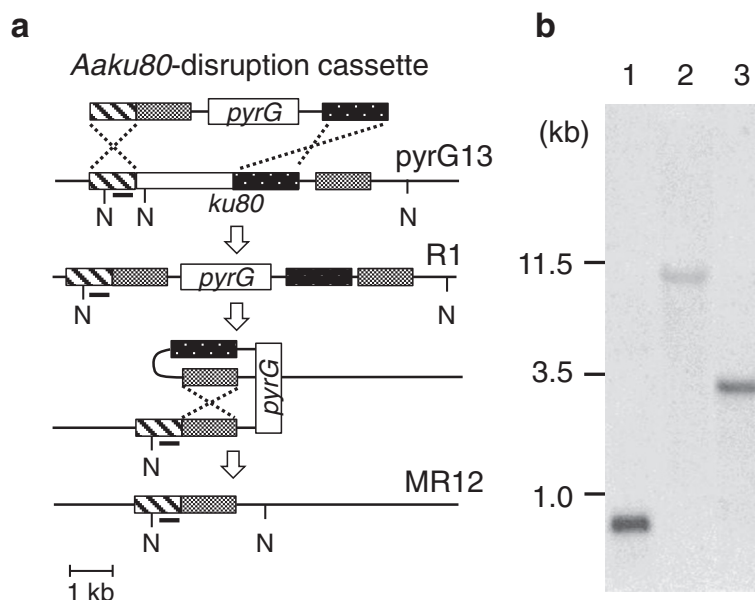 a
Aaku80-disruption cassette
pyrG
pyrG13
ku80
N N N
R1
pyrG
N N
pyrG
N
MR12
N N
1 kb
b
1 2 3
(kb)
11.5
3.5
1.0